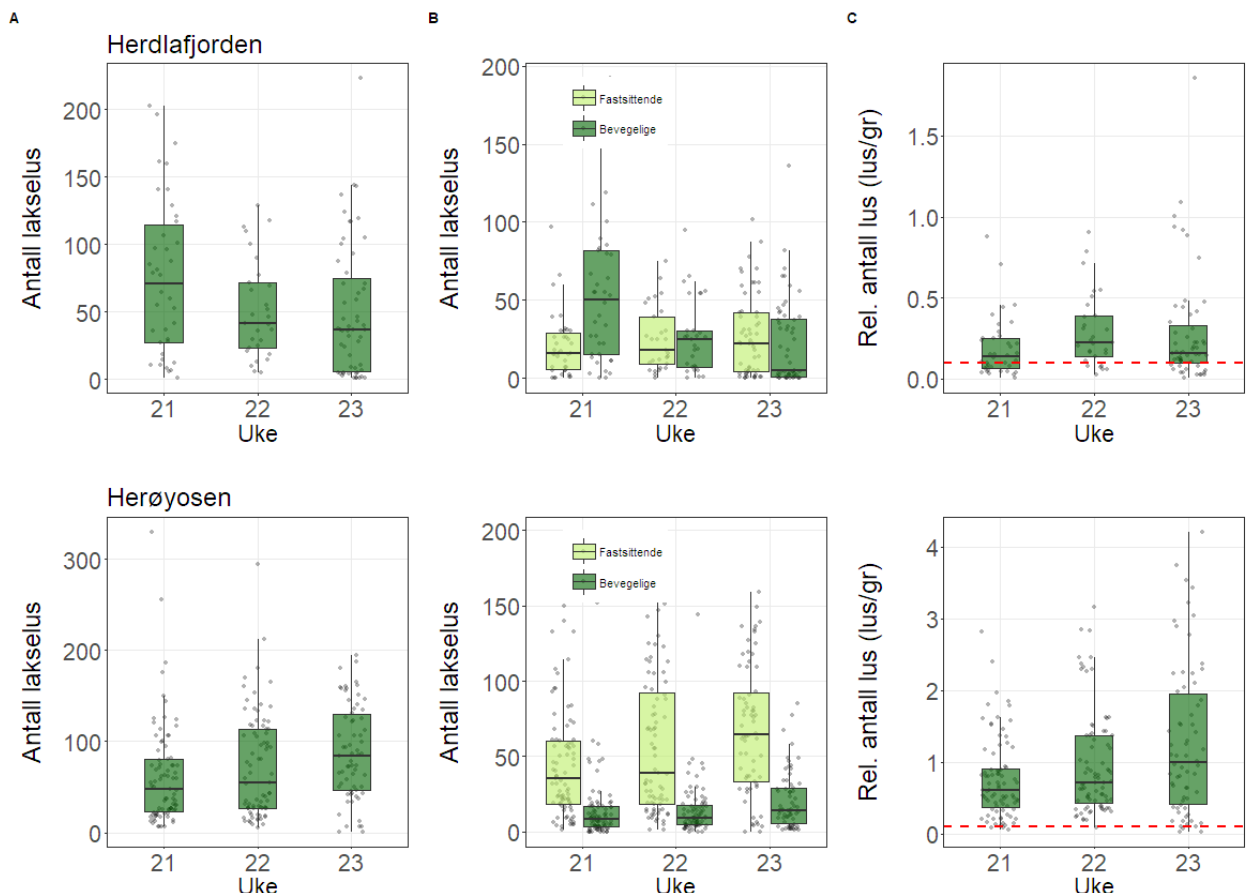 A
B
C
Herdlafjorden
Antall lakselus
200
150
100
50
0
21 22 23
Uke
Antall lakselus
200
150
100
50
0
Fastsittende
Bevegelige
21 22 23
Uke
Rel. antall lus (lus/gr)
1.5
1.0
0.5
0.0
21 22 23
Uke
Herøyosen
Antall lakselus
300
200
100
0
21 22 23
Uke
Antall lakselus
200
150
100
50
0
Fastsittende
Bevegelige
21 22 23
Uke
Rel. antall lus (lus/gr)
4
3
2
1
0
21 22 23
Uke